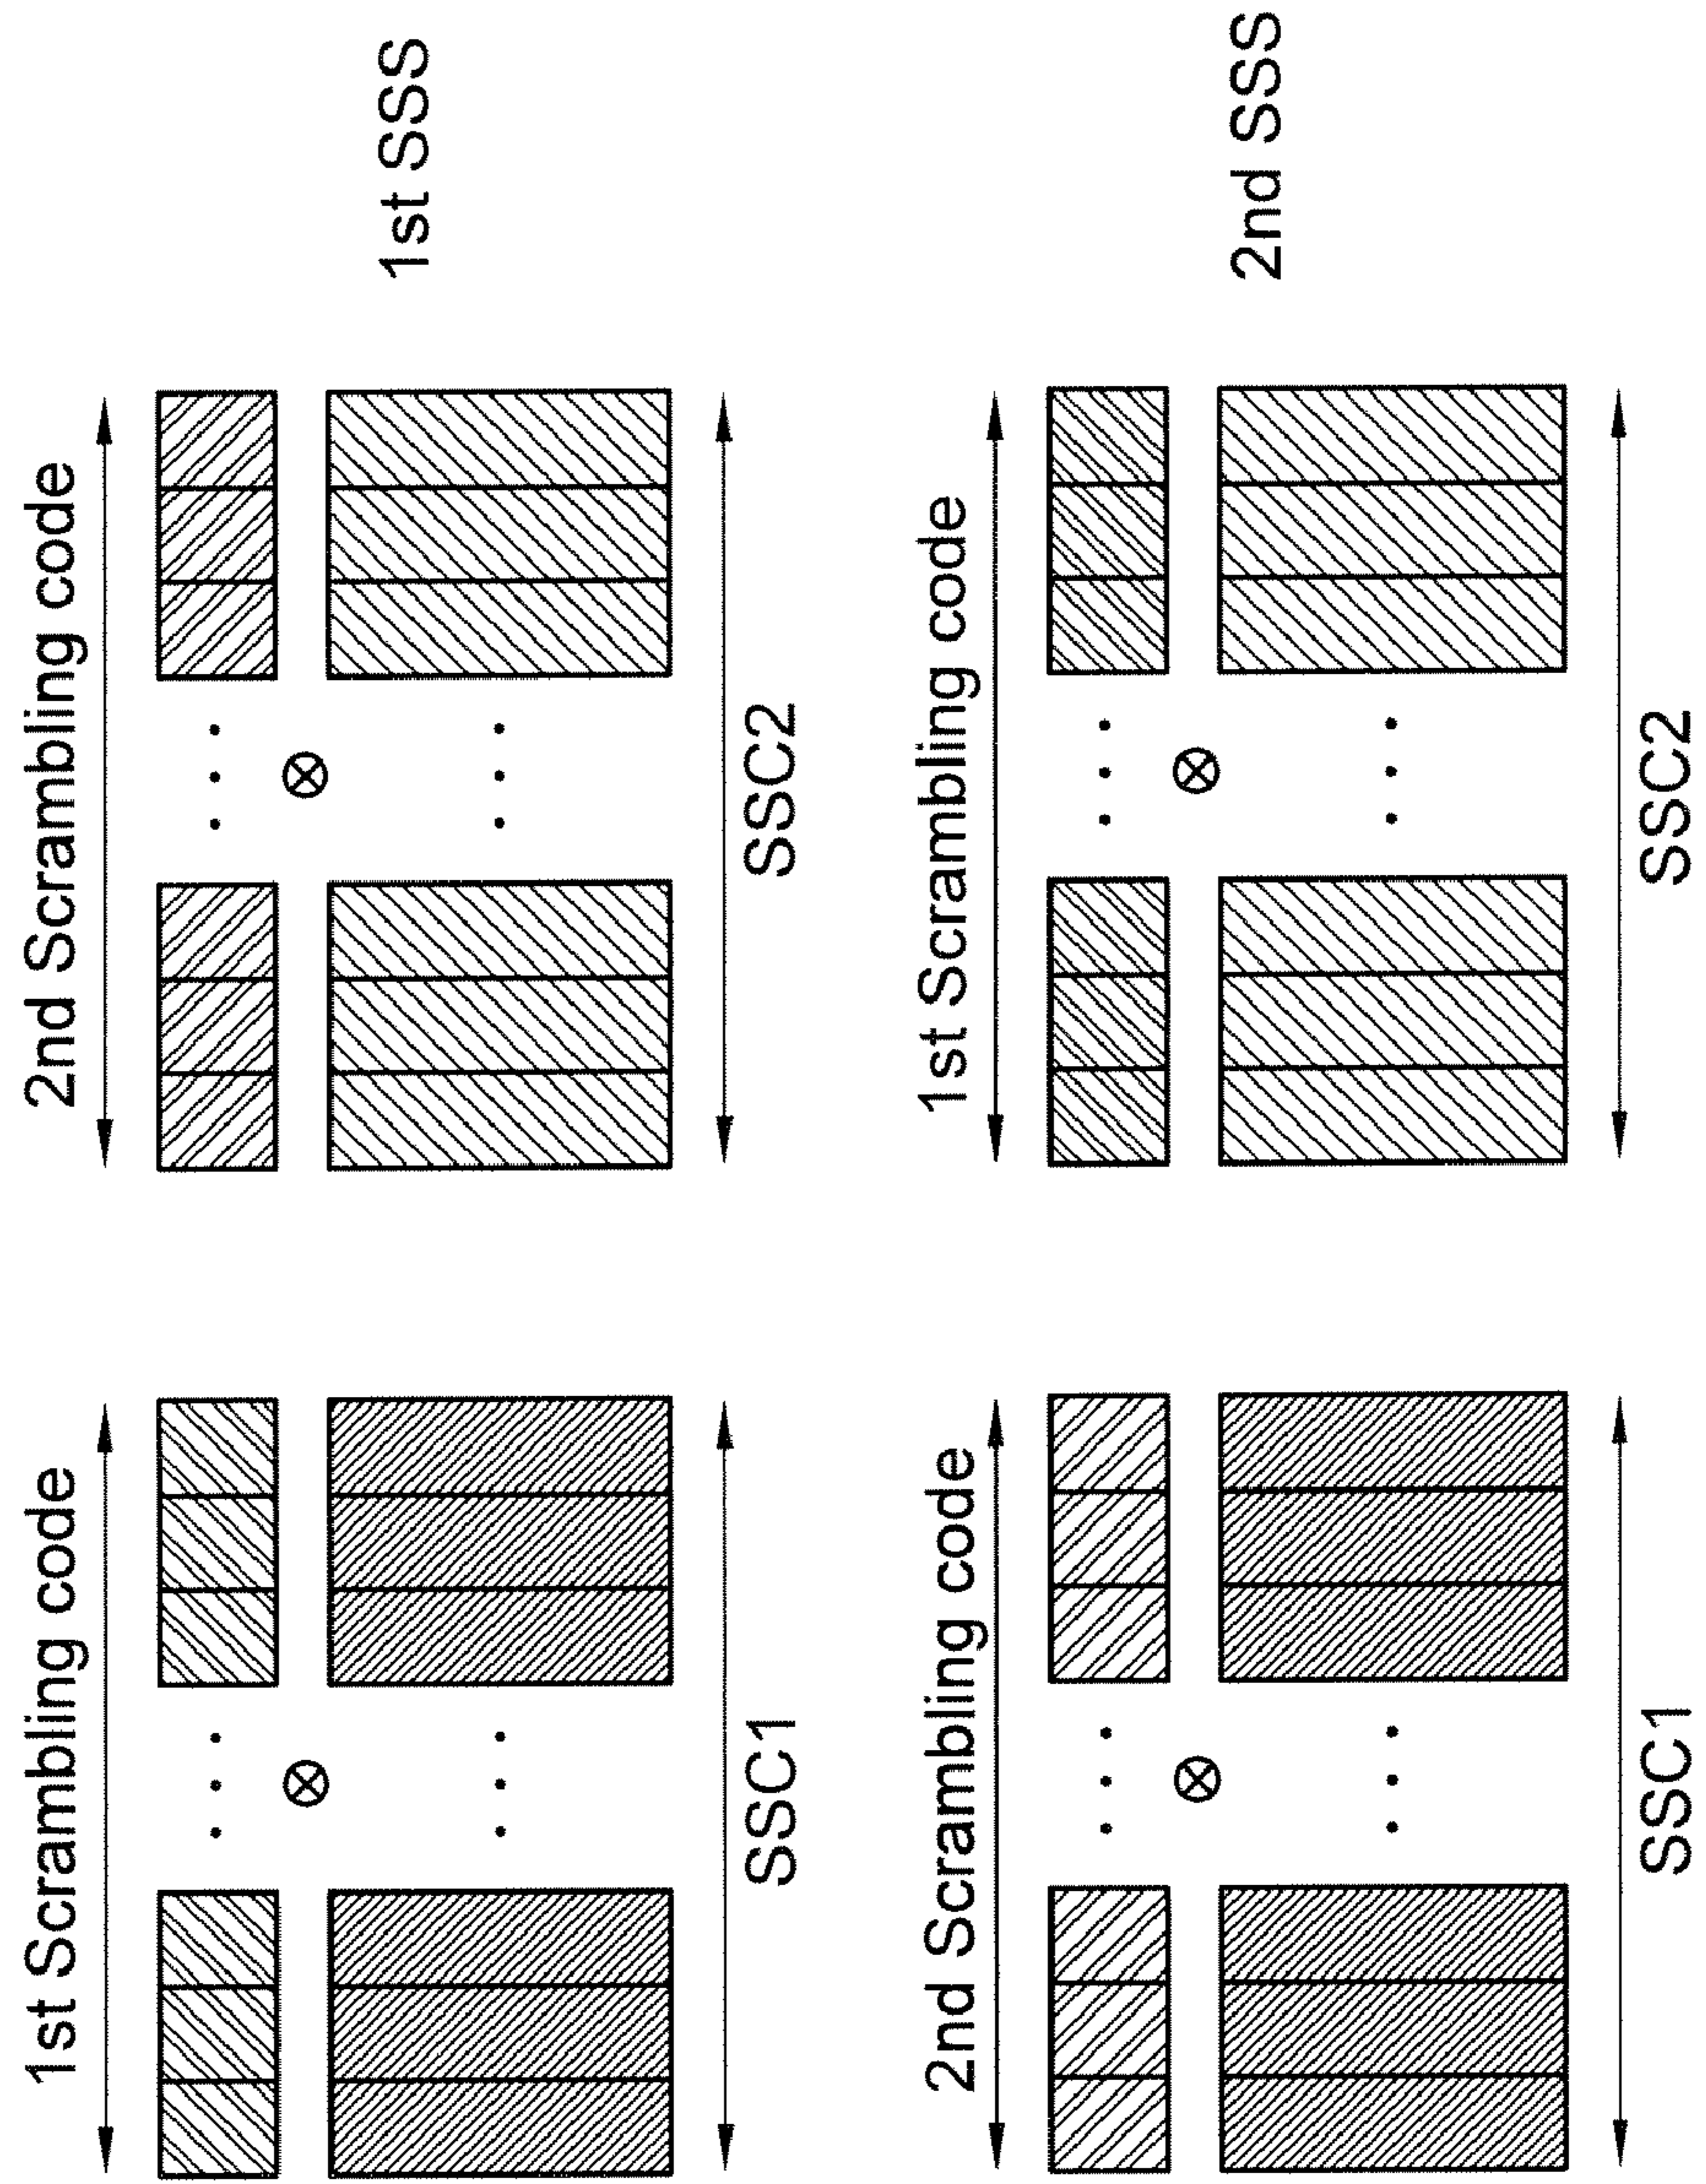 1st Scrambling code
2nd Scrambling code
SSC1
SSC2
1st SSS
2nd Scrambling code
1st Scrambling code
SSC1
SSC2
2nd SSS